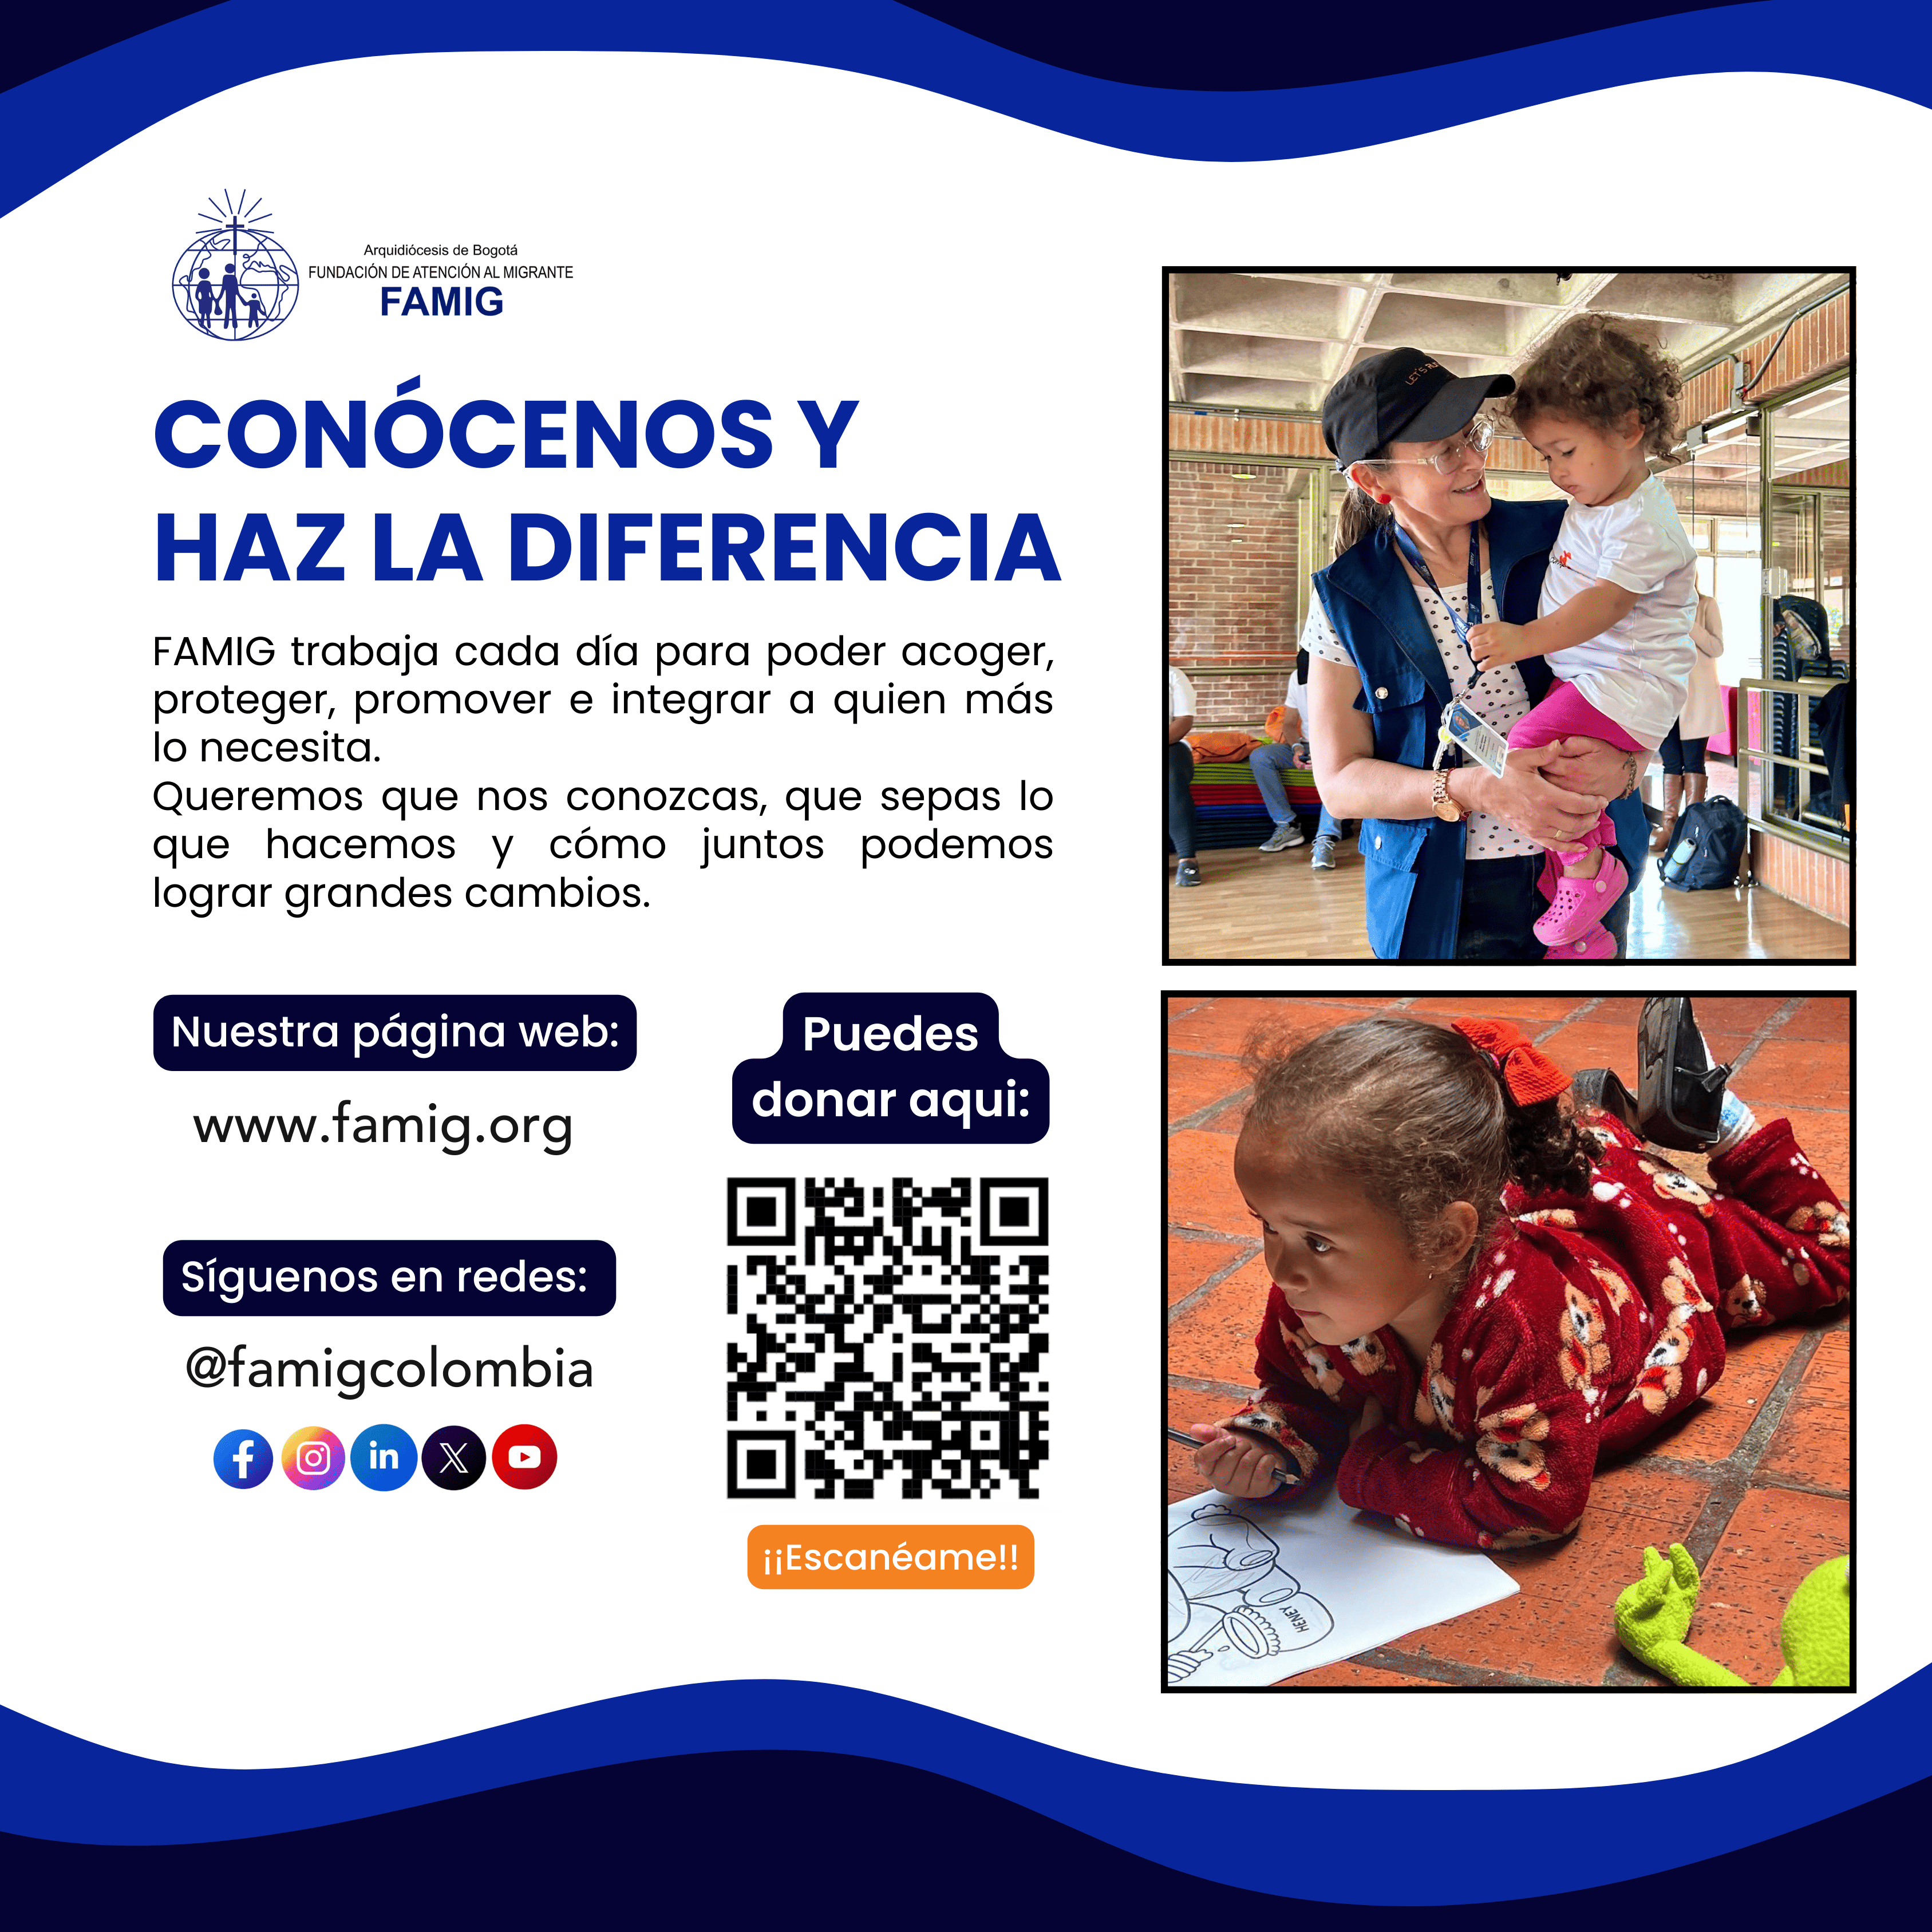 Arquidiócesis de Bogotá
FUNDACIÓN DE ATENCIÓN AL MIGRANTE
FAMIG
CONÓCENOS Y
HAZ LA DIFERENCIA
FAMIG trabaja cada día para poder acoger,
proteger, promover e integrar a quien más
lo necesita.
Queremos que nos conozcas, que sepas lo
que hacemos y cómo juntos podemos
lograr grandes cambios.
Nuestra página web:
www.famig.org
Síguenos en redes:
@famigcolombia
Puedes
donar aqui:
¡¡Escanéame!!
LET'S
HENEY